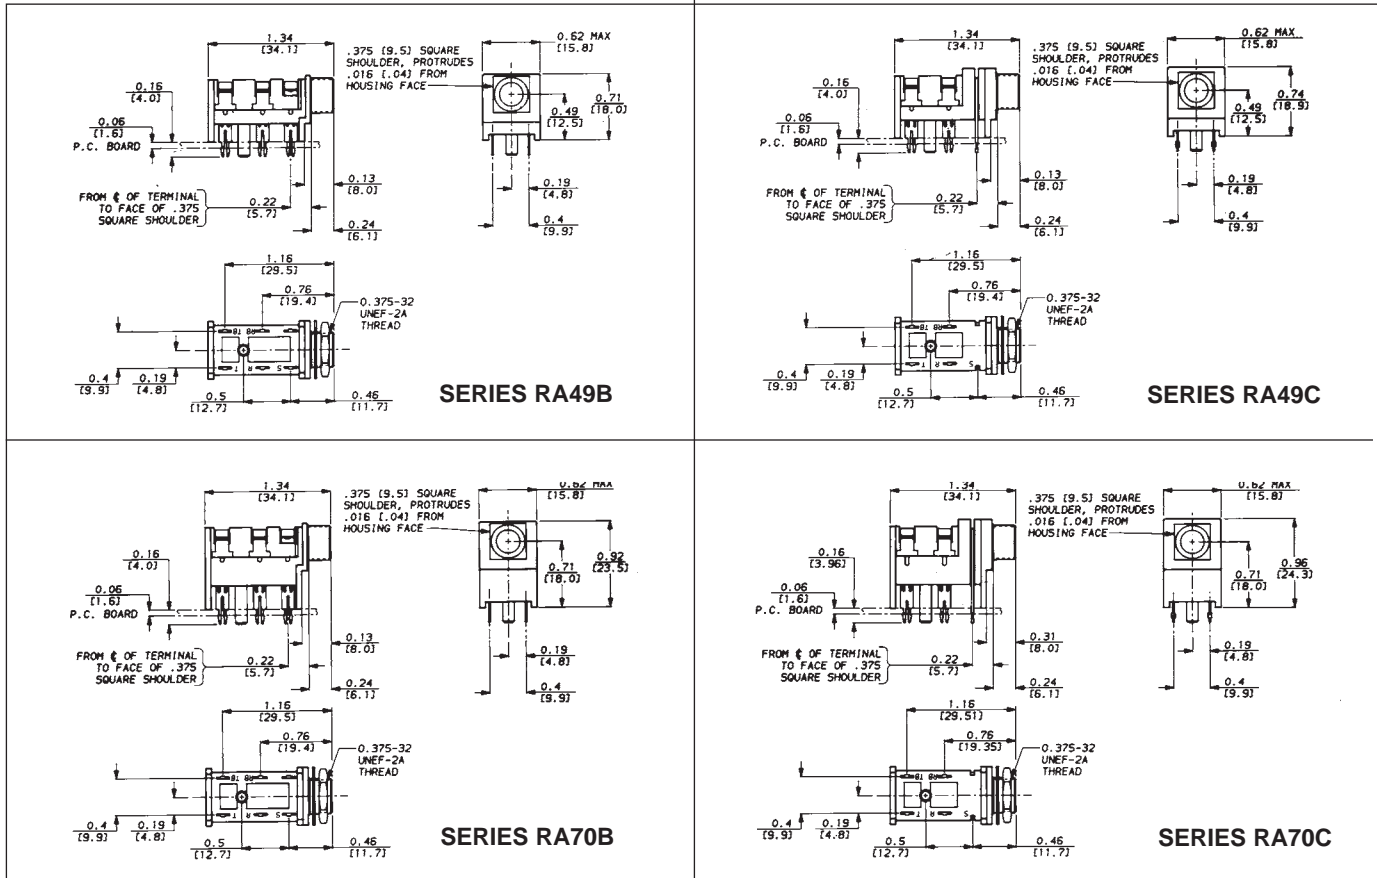 1.34
[34.1]
.375 [9.5] SQUARE
SHOULDER, PROTRUDES
.016 [.04] FROM
HOUSING FACE
0.62 MAX
[15.8]
0.16
[4.0]
0.71
[18.0]
0.49
[12.5]
0.06
[1.6]
P.C. BOARD
0.13
[8.0]
0.19
[4.8]
FROM ℄ OF TERMINAL
TO FACE OF .375
SQUARE SHOULDER
0.22
[5.7]
0.4
[9.9]
0.24
[6.1]
1.16
[29.5]
0.76
[19.4]
0.375-32
UNEF-2A
THREAD
TB RB
T R S
0.4
[9.9]
0.19
[4.8]
0.5
[12.7]
0.46
[11.7]
SERIES RA49B
1.34
[34.1]
.375 [9.5] SQUARE
SHOULDER, PROTRUDES
.016 [.04] FROM
HOUSING FACE
0.62 MAX
[15.8]
0.16
[4.0]
0.74
[18.9]
0.49
[12.5]
0.06
[1.6]
P.C. BOARD
0.13
[8.0]
0.19
[4.8]
FROM ℄ OF TERMINAL
TO FACE OF .375
SQUARE SHOULDER
0.22
[5.7]
0.4
[9.9]
0.24
[6.1]
1.16
[29.5]
0.76
[19.4]
0.375-32
UNEF-2A
THREAD
TB RB
T R S
0.4
[9.9]
0.19
[4.8]
0.5
[12.7]
0.46
[11.7]
SERIES RA49C
1.34
[34.1]
.375 [9.5] SQUARE
SHOULDER, PROTRUDES
.016 [.04] FROM
HOUSING FACE
0.62 MAX
[15.8]
0.16
[4.0]
0.92
[23.5]
0.71
[18.0]
0.06
[1.6]
P.C. BOARD
0.13
[8.0]
0.19
[4.8]
FROM ℄ OF TERMINAL
TO FACE OF .375
SQUARE SHOULDER
0.22
[5.7]
0.4
[9.9]
0.24
[6.1]
1.16
[29.5]
0.76
[19.4]
0.375-32
UNEF-2A
THREAD
TB RB
T R S
0.4
[9.9]
0.19
[4.8]
0.5
[12.7]
0.46
[11.7]
SERIES RA70B
1.34
[34.1]
.375 [9.5] SQUARE
SHOULDER, PROTRUDES
.016 [.04] FROM
HOUSING FACE
0.62 MAX
[15.8]
0.16
[3.96]
0.96
[24.3]
0.71
[18.0]
0.06
[1.6]
P.C. BOARD
0.31
[8.0]
0.19
[4.8]
FROM ℄ OF TERMINAL
TO FACE OF .375
SQUARE SHOULDER
0.22
[5.7]
0.4
[9.9]
0.24
[6.1]
1.16
[29.51]
0.76
[19.35]
0.375-32
UNEF-2A
THREAD
TB RB
T R S
0.4
[9.9]
0.19
[4.8]
0.5
[12.7]
0.46
[11.7]
SERIES RA70C